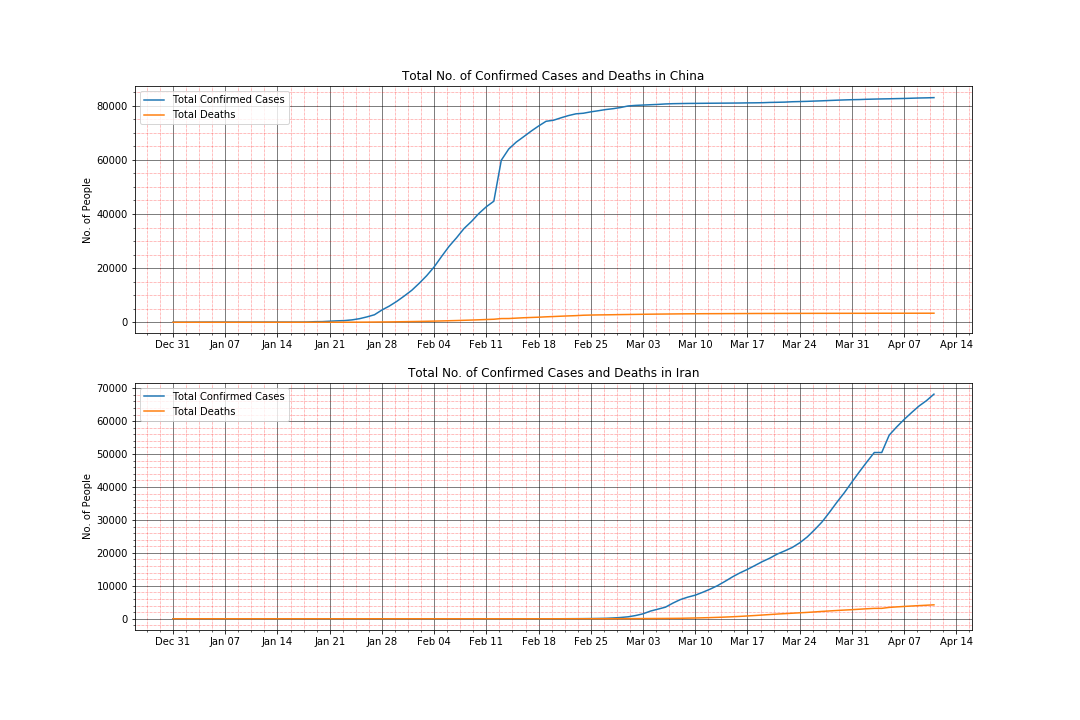 Total No. of Confirmed Cases and Deaths in China
Total Confirmed Cases
Total Deaths
No. of People
80000
60000
40000
20000
0
Dec 31 Jan 07 Jan 14 Jan 21 Jan 28 Feb 04 Feb 11 Feb 18 Feb 25 Mar 03 Mar 10 Mar 17 Mar 24 Mar 31 Apr 07 Apr 14
Total No. of Confirmed Cases and Deaths in Iran
Total Confirmed Cases
Total Deaths
No. of People
70000
60000
50000
40000
30000
20000
10000
0
Dec 31 Jan 07 Jan 14 Jan 21 Jan 28 Feb 04 Feb 11 Feb 18 Feb 25 Mar 03 Mar 10 Mar 17 Mar 24 Mar 31 Apr 07 Apr 14